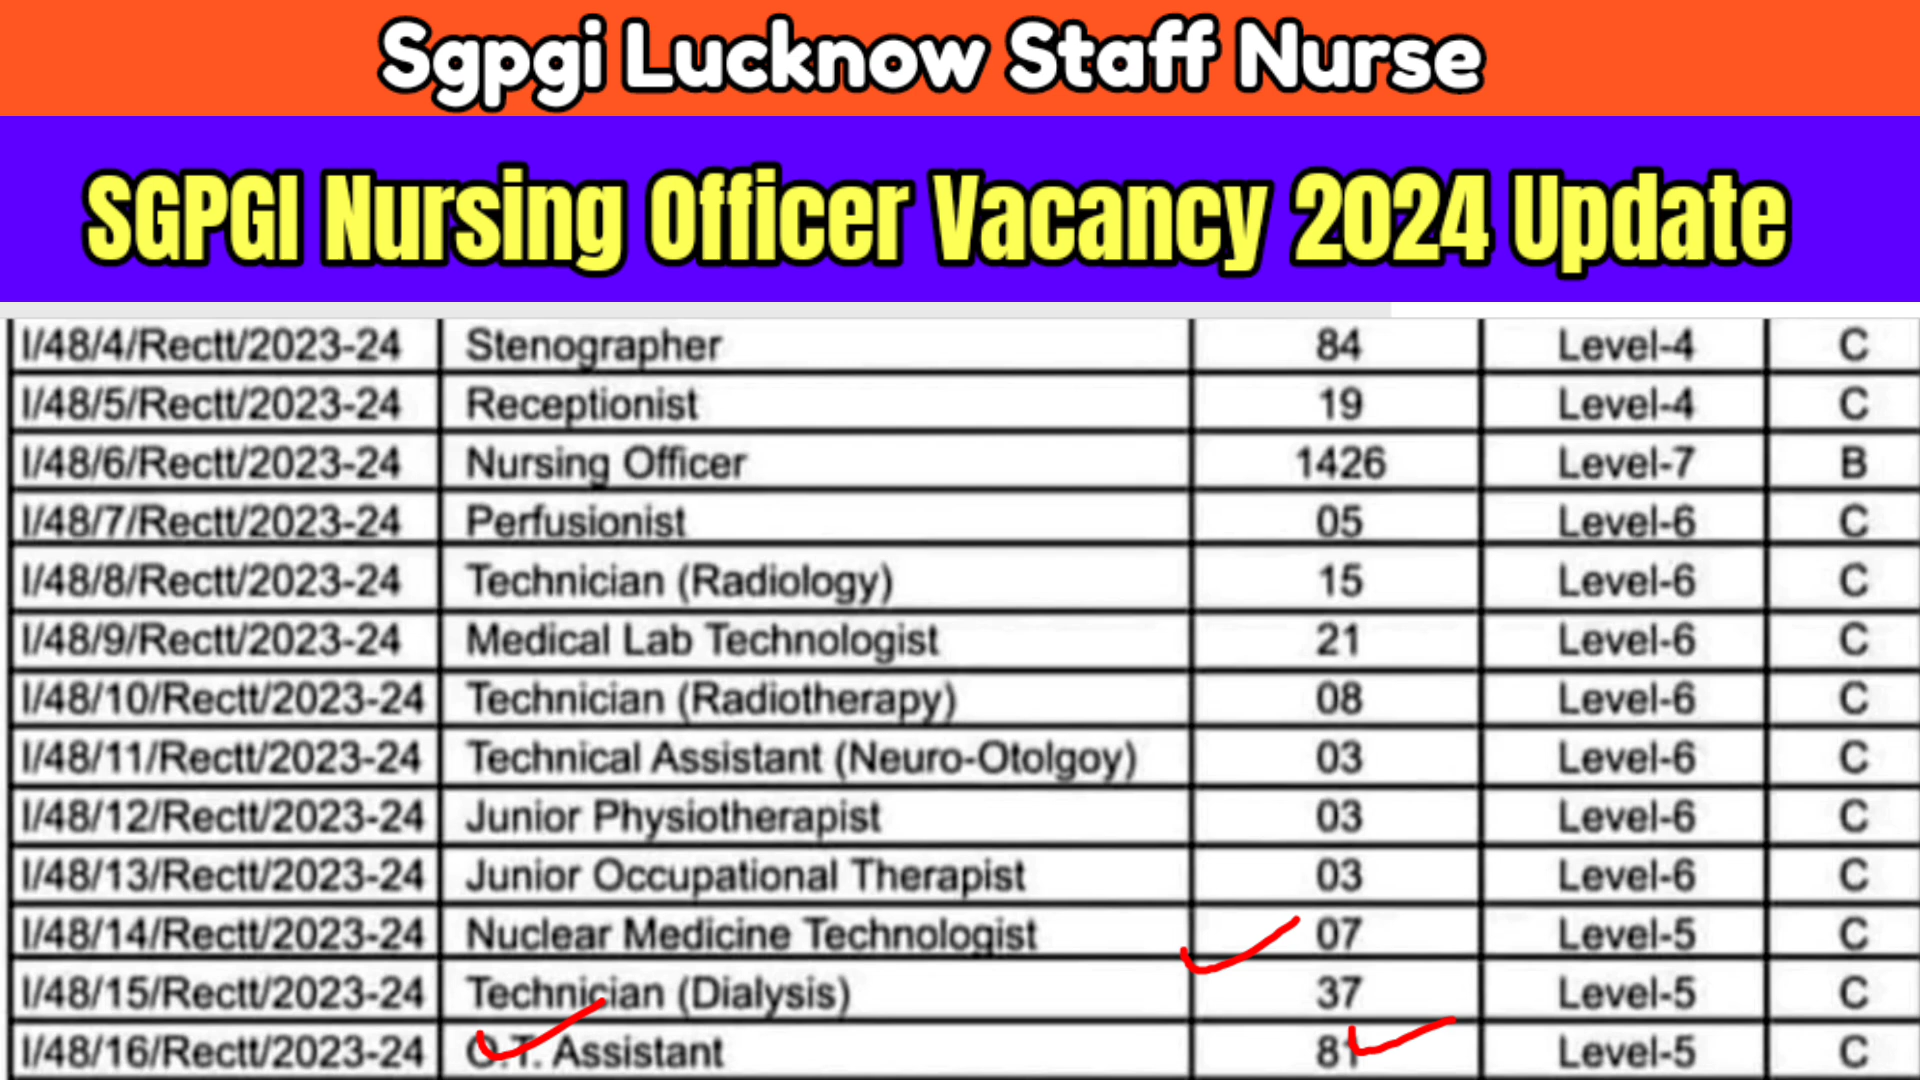 Sgpgi Lucknow Staff Nurse
SGPGI Nursing Officer Vacancy 2024 Update
I/48/4/Rectt/2023-24 Stenographer 84 Level-4 C
I/48/5/Rectt/2023-24 Receptionist 19 Level-4 C
I/48/6/Rectt/2023-24 Nursing Officer 1426 Level-7 B
I/48/7/Rectt/2023-24 Perfusionist 05 Level-6 C
I/48/8/Rectt/2023-24 Technician (Radiology) 15 Level-6 C
I/48/9/Rectt/2023-24 Medical Lab Technologist 21 Level-6 C
I/48/10/Rectt/2023-24 Technician (Radiotherapy) 08 Level-6 C
I/48/11/Rectt/2023-24 Technical Assistant (Neuro-Otolgoy) 03 Level-6 C
I/48/12/Rectt/2023-24 Junior Physiotherapist 03 Level-6 C
I/48/13/Rectt/2023-24 Junior Occupational Therapist 03 Level-6 C
I/48/14/Rectt/2023-24 Nuclear Medicine Technologist 07 Level-5 C
I/48/15/Rectt/2023-24 Technician (Dialysis) 37 Level-5 C
I/48/16/Rectt/2023-24 O.T. Assistant 81 Level-5 C